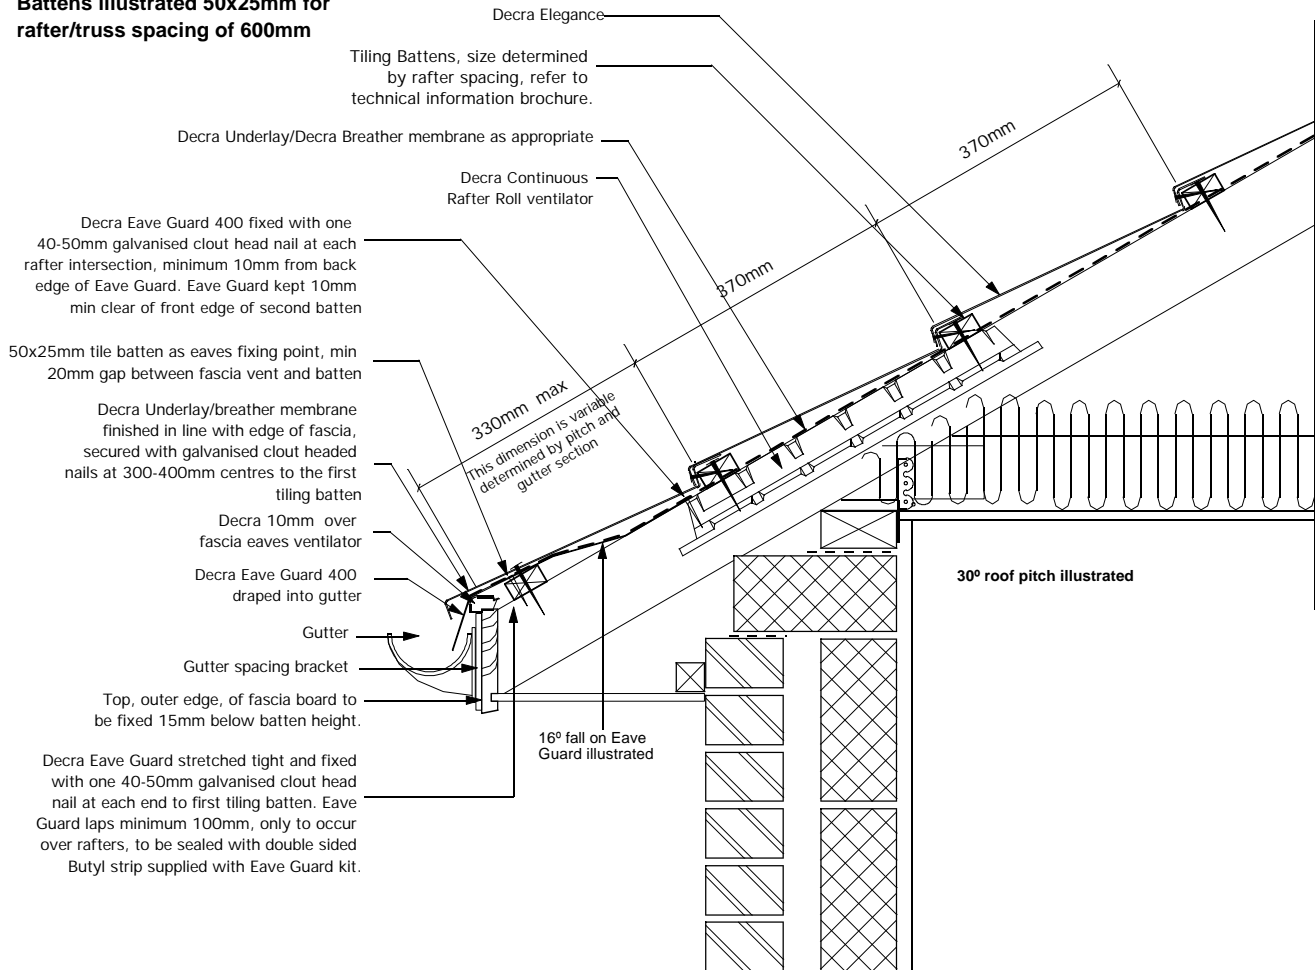 Battens illustrated 50x25mm for
rafter/truss spacing of 600mm
Decra Elegance
Tiling Battens, size determined
by rafter spacing, refer to
technical information brochure.
Decra Underlay/Decra Breather membrane as appropriate
Decra Continuous
Rafter Roll ventilator
Decra Eave Guard 400 fixed with one
40-50mm galvanised clout head nail at each
rafter intersection, minimum 10mm from back
edge of Eave Guard. Eave Guard kept 10mm
min clear of front edge of second batten
50x25mm tile batten as eaves fixing point, min
20mm gap between fascia vent and batten
Decra Underlay/breather membrane
finished in line with edge of fascia,
secured with galvanised clout headed
nails at 300-400mm centres to the first
tiling batten
Decra 10mm over
fascia eaves ventilator
Decra Eave Guard 400
draped into gutter
Gutter
Gutter spacing bracket
Top, outer edge, of fascia board to
be fixed 15mm below batten height.
Decra Eave Guard stretched tight and fixed
with one 40-50mm galvanised clout head
nail at each end to first tiling batten. Eave
Guard laps minimum 100mm, only to occur
over rafters, to be sealed with double sided
Butyl strip supplied with Eave Guard kit.
330mm max
This dimension is variable
determined by pitch and
gutter section
370mm
370mm
16º fall on Eave
Guard illustrated
30º roof pitch illustrated